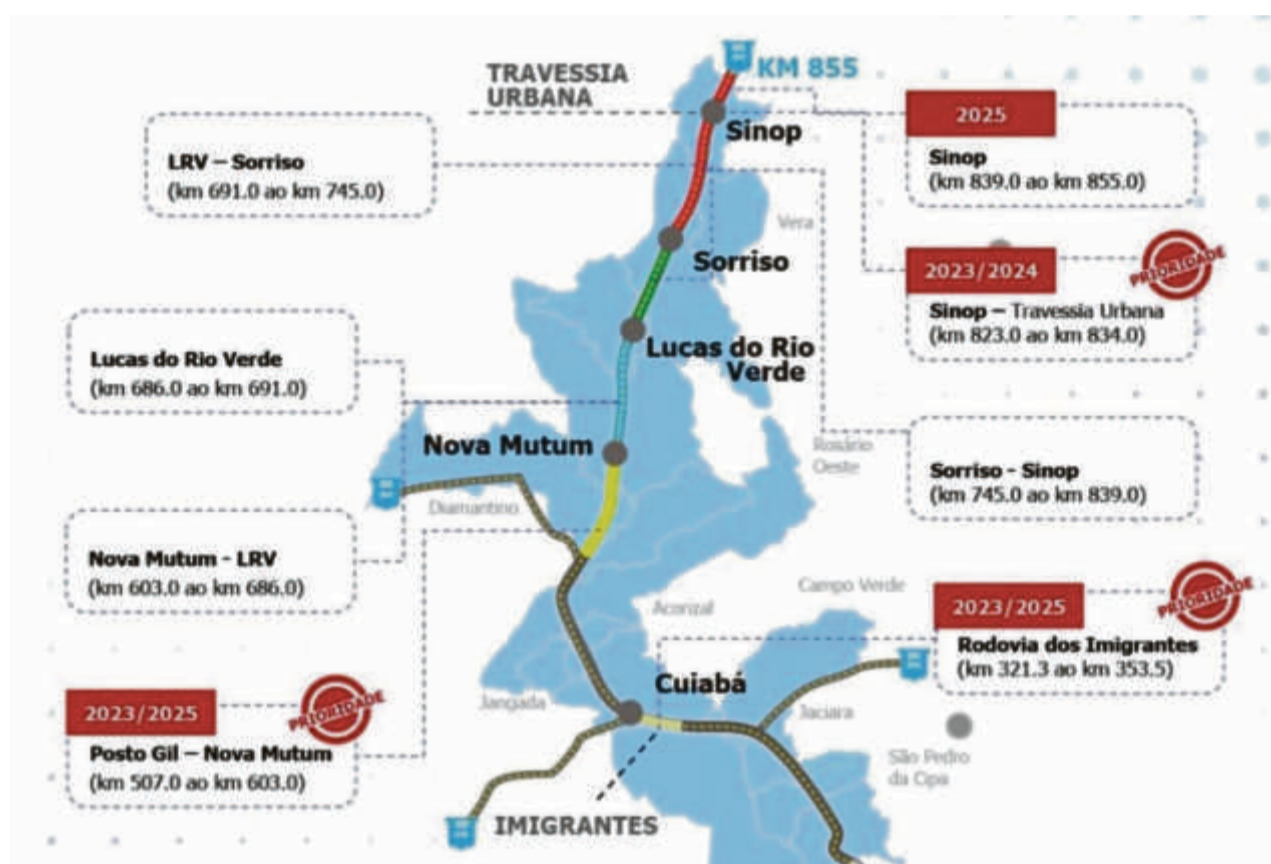 TRAVESSIA
URBANA
KM 855
Sinop
2025
Sinop
(km 839.0 ao km 855.0)
LRV – Sorriso
(km 691.0 ao km 745.0)
Vera
Sorriso
2023/2024
PRIORIDADE
Sinop – Travessia Urbana
(km 823.0 ao km 834.0)
Lucas do Rio Verde
(km 686.0 ao km 691.0)
Lucas do Rio
Verde
Nova Mutum
Rosário
Oeste
Sorriso - Sinop
(km 745.0 ao km 839.0)
Diamantino
Nova Mutum - LRV
(km 603.0 ao km 686.0)
Acorizal
Campo Verde
2023/2025
PRIORIDADE
Rodovia dos Imigrantes
(km 321.3 ao km 353.5)
Cuiabá
Jangada
Jaciara
2023/2025
PRIORIDADE
Posto Gil – Nova Mutum
(km 507.0 ao km 603.0)
São Pedro
da Cipa
IMIGRANTES